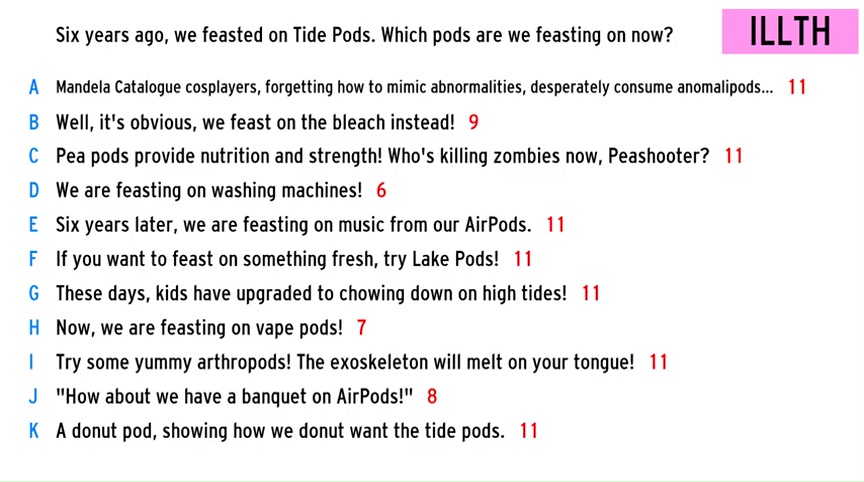 Six years ago, we feasted on Tide Pods. Which pods are we feasting on now?
ILLTH
A Mandela Catalogue cosplayers, forgetting how to mimic abnormalities, desperately consume anomalipods... 11
B Well, it's obvious, we feast on the bleach instead! 9
C Pea pods provide nutrition and strength! Who's killing zombies now, Peashooter? 11
D We are feasting on washing machines! 6
E Six years later, we are feasting on music from our AirPods. 11
F If you want to feast on something fresh, try Lake Pods! 11
G These days, kids have upgraded to chowing down on high tides! 11
H Now, we are feasting on vape pods! 7
I Try some yummy arthropods! The exoskeleton will melt on your tongue! 11
J "How about we have a banquet on AirPods!" 8
K A donut pod, showing how we donut want the tide pods. 11